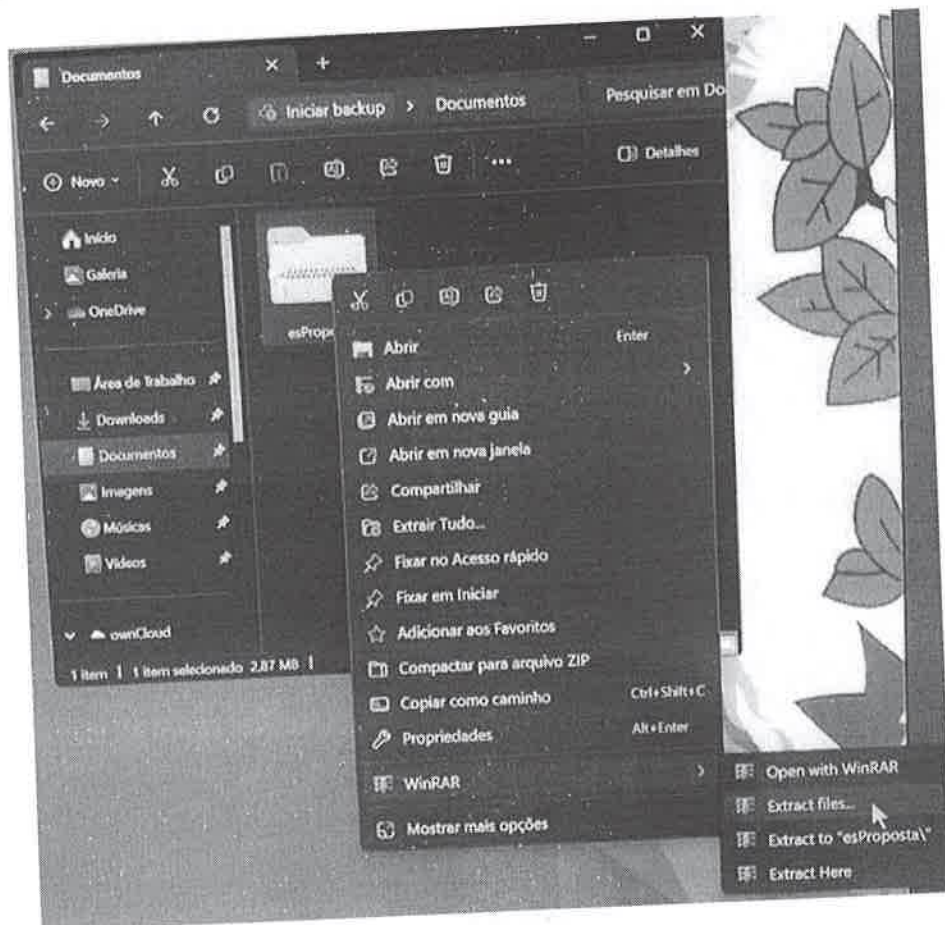 Documentos
Iniciar backup > Documentos
Pesquisar em Do
Novo
Detalhes
Início
Galeria
OneDrive
Área de Trabalho
Downloads
Documentos
Imagens
Músicas
Vídeos
ownCloud
1 item | 1 item selecionado 2,87 MB |
esPropo
Abrir Enter
Abrir com
Abrir em nova guia
Abrir em nova janela
Compartilhar
Extrair Tudo...
Fixar no Acesso rápido
Fixar em Iniciar
Adicionar aos Favoritos
Compactar para arquivo ZIP
Copiar como caminho Ctrl+Shift+C
Propriedades Alt+Enter
WinRAR
Mostrar mais opções
Open with WinRAR
Extract files...
Extract to "esProposta\"
Extract Here